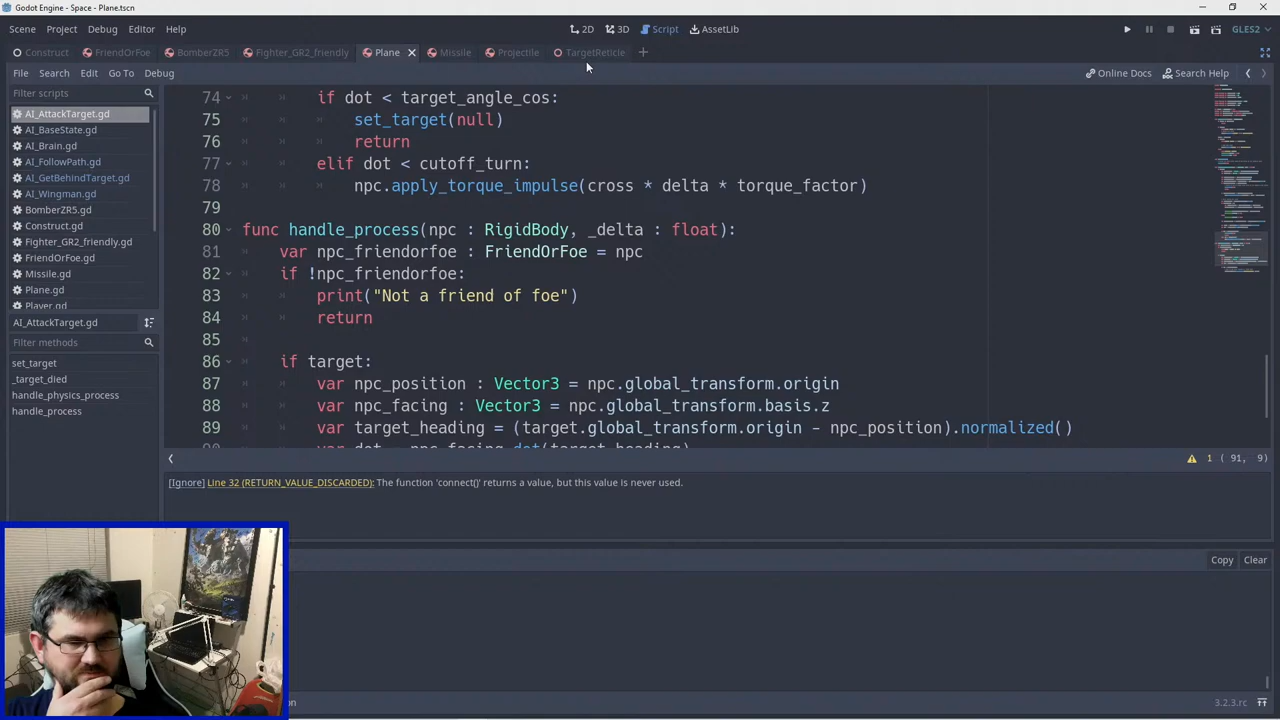 Godot Engine - Space - Plane.tscn
Scene Project Debug Editor Help
2D 3D Script AssetLib
GLES2
Construct FriendOrFoe BomberZR5 Fighter_GR2_friendly Plane Missile Projectile TargetReticle
File Search Edit Go To Debug
Online Docs Search Help
Filter scripts
AI_AttackTarget.gd
AI_BaseState.gd
AI_Brain.gd
AI_FollowPath.gd
AI_GetBehindTarget.gd
AI_Wingman.gd
BomberZR5.gd
Construct.gd
Fighter_GR2_friendly.gd
FriendOrFoe.gd
Missile.gd
Plane.gd
Player.gd
AI_AttackTarget.gd
Filter methods
set_target
_target_died
handle_physics_process
handle_process
74 if dot < target_angle_cos:
75 set_target(null)
76 return
77 elif dot < cutoff_turn:
78 npc.apply_torque_impulse(cross * delta * torque_factor)
79
80 func handle_process(npc : RigidBody, _delta : float):
81 var npc_friendorfoe : FriendOrFoe = npc
82 if !npc_friendorfoe:
83 print("Not a friend of foe")
84 return
85
86 if target:
87 var npc_position : Vector3 = npc.global_transform.origin
88 var npc_facing : Vector3 = npc.global_transform.basis.z
89 var target_heading = (target.global_transform.origin - npc_position).normalized()
90 var dot = npc_facing.dot(target_heading)
1 ( 91, 9)
[[Ignore] Line 32 (RETURN_VALUE_DISCARDED): The function 'connect()' returns a value, but this value is never used.
Copy Clear
3.2.3.rc